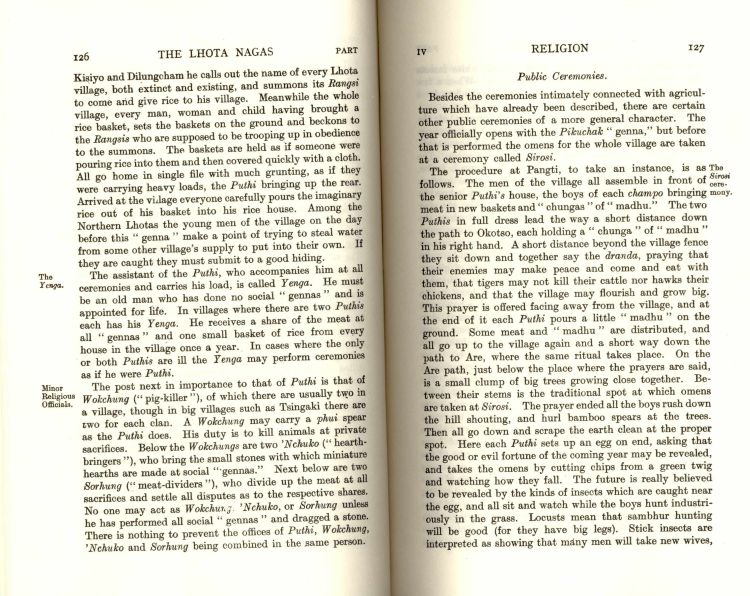 126 THE LHOTA NAGAS PART
Kisiyo and Dilungcham he calls out the name of every Lhota
village, both extinct and existing, and summons its Rangsi
to come and give rice to his village. Meanwhile the whole
village, every man, woman and child having brought a
rice basket, sets the baskets on the ground and beckons to
the Rangsis who are supposed to be trooping up in obedience
to the summons. The baskets are held as if someone were
pouring rice into them and then covered quickly with a cloth.
All go home in single file with much grunting, as if they
were carrying heavy loads, the Puthi bringing up the rear.
Arrived at the village everyone carefully pours the imaginary
rice out of his basket into his rice house. Among the
Northern Lhotas the young men of the village on the day
before this " genna " make a point of trying to steal water
from some other village's supply to put into their own. If
they are caught they must submit to a good hiding.
The
Yenga.
The assistant of the Puthi, who accompanies him at all
ceremonies and carries his load, is called Yenga. He must
be an old man who has done no social " gennas " and is
appointed for life. In villages where there are two Puthis
each has his Yenga. He receives a share of the meat at
all " gennas " and one small basket of rice from every
house in the village once a year. In cases where the only
or both Puthis are ill the Yenga may perform ceremonies
as if he were Puthi.
Minor
Religious
Officials.
The post next in importance to that of Puthi is that of
Wokchung (" pig-killer "), of which there are usually two in
a village, though in big villages such as Tsingaki there are
two for each clan. A Wokchung may carry a phui spear
as the Puthi does. His duty is to kill animals at private
sacrifices. Below the Wokchungs are two 'Nchuko (" hearth-
bringers "), who bring the small stones with which miniature
hearths are made at social " gennas." Next below are two
Sorhung (" meat-dividers "), who divide up the meat at all
sacrifices and settle all disputes as to the respective shares.
No one may act as Wokchung, 'Nchuko, or Sorhung unless
he has performed all social " gennas " and dragged a stone.
There is nothing to prevent the offices of Puthi, Wokchung,
'Nchuko and Sorhung being combined in the same person.
IV RELIGION 127
Public Ceremonies.
Besides the ceremonies intimately connected with agricul-
ture which have already been described, there are certain
other public ceremonies of a more general character. The
year officially opens with the Pikuchak " genna," but before
that is performed the omens for the whole village are taken
at a ceremony called Sirosi.
The procedure at Pangti, to take an instance, is as
The
Sirosi
cere-
mony.
follows. The men of the village all assemble in front of
the senior Puthi's house, the boys of each champo bringing
meat in new baskets and " chungas " of " madhu." The two
Puthis in full dress lead the way a short distance down
the path to Okotso, each holding a " chunga " of " madhu "
in his right hand. A short distance beyond the village fence
they sit down and together say the dranda, praying that
their enemies may make peace and come and eat with
them, that tigers may not kill their cattle nor hawks their
chickens, and that the village may flourish and grow big.
This prayer is offered facing away from the village, and at
the end of it each Puthi pours a little " madhu " on the
ground. Some meat and " madhu " are distributed, and
all go up to the village again and a short way down the
path to Are, where the same ritual takes place. On the
Are path, just below the place where the prayers are said,
is a small clump of big trees growing close together. Be-
tween their stems is the traditional spot at which omens
are taken at Sirosi. The prayer ended all the boys rush down
the hill shouting, and hurl bamboo spears at the trees.
Then all go down and scrape the earth clean at the proper
spot. Here each Puthi sets up an egg on end, asking that
the good or evil fortune of the coming year may be revealed,
and takes the omens by cutting chips from a green twig
and watching how they fall. The future is really believed
to be revealed by the kinds of insects which are caught near
the egg, and all sit and watch while the boys hunt industri-
ously in the grass. Locusts mean that sambhur hunting
will be good (for they have big legs). Stick insects are
interpreted as showing that many men will take new wives,